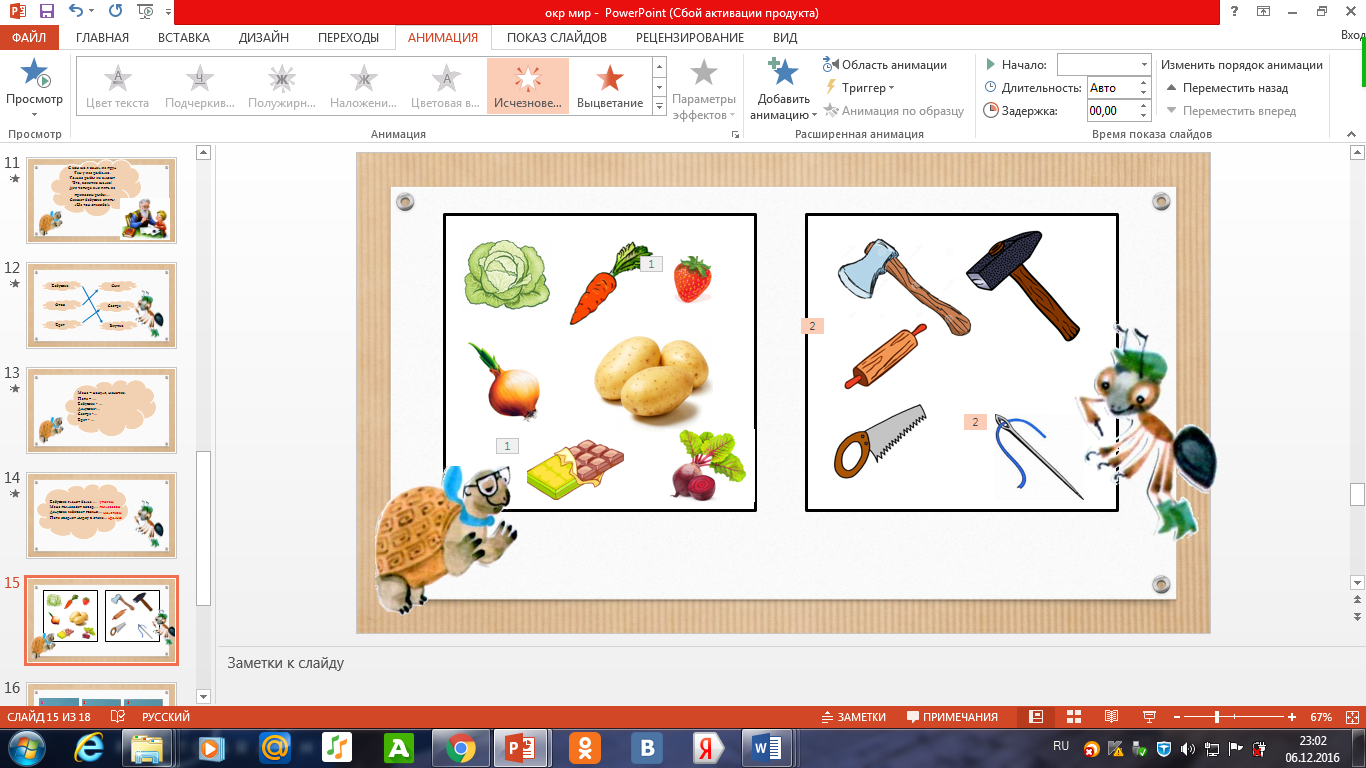 окр мир - PowerPoint (Сбой активации продукта)
ФАЙЛ ГЛАВНАЯ ВСТАВКА ДИЗАЙН ПЕРЕХОДЫ АНИМАЦИЯ ПОКАЗ СЛАЙДОВ РЕЦЕНЗИРОВАНИЕ ВИД Вход
Просмотр
Цвет текста Подчеркив... Полужирн... Наложени... Цветовая в... Исчезнове... Выцветание
Параметры эффектов
Добавить анимацию
Область анимации
Триггер
Анимация по образцу
Начало:
Длительность: Авто
Задержка: 00,00
Изменить порядок анимации
Переместить назад
Переместить вперед
Просмотр Анимация Расширенная анимация Время показа слайдов
11
12
13
14
15
16
1
1
2
2
Заметки к слайду
СЛАЙД 15 ИЗ 18 РУССКИЙ ЗАМЕТКИ ПРИМЕЧАНИЯ 67%
RU 23:02
06.12.2016